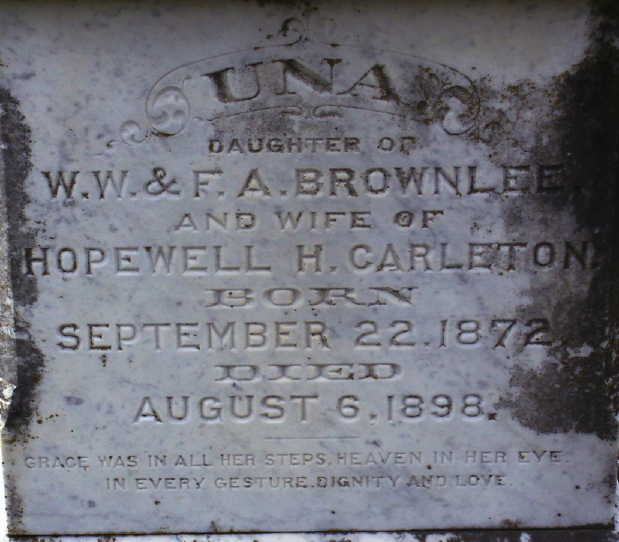 UNA
DAUGHTER OF
W.W. & F. A. BROWNLEE.
AND WIFE OF
HOPEWELL H. CARLETON.
BORN
SEPTEMBER 22, 1872,
DIED
AUGUST 6, 1898.
GRACE WAS IN ALL HER STEPS. HEAVEN IN HER EYE.
IN EVERY GESTURE. DIGNITY AND LOVE.